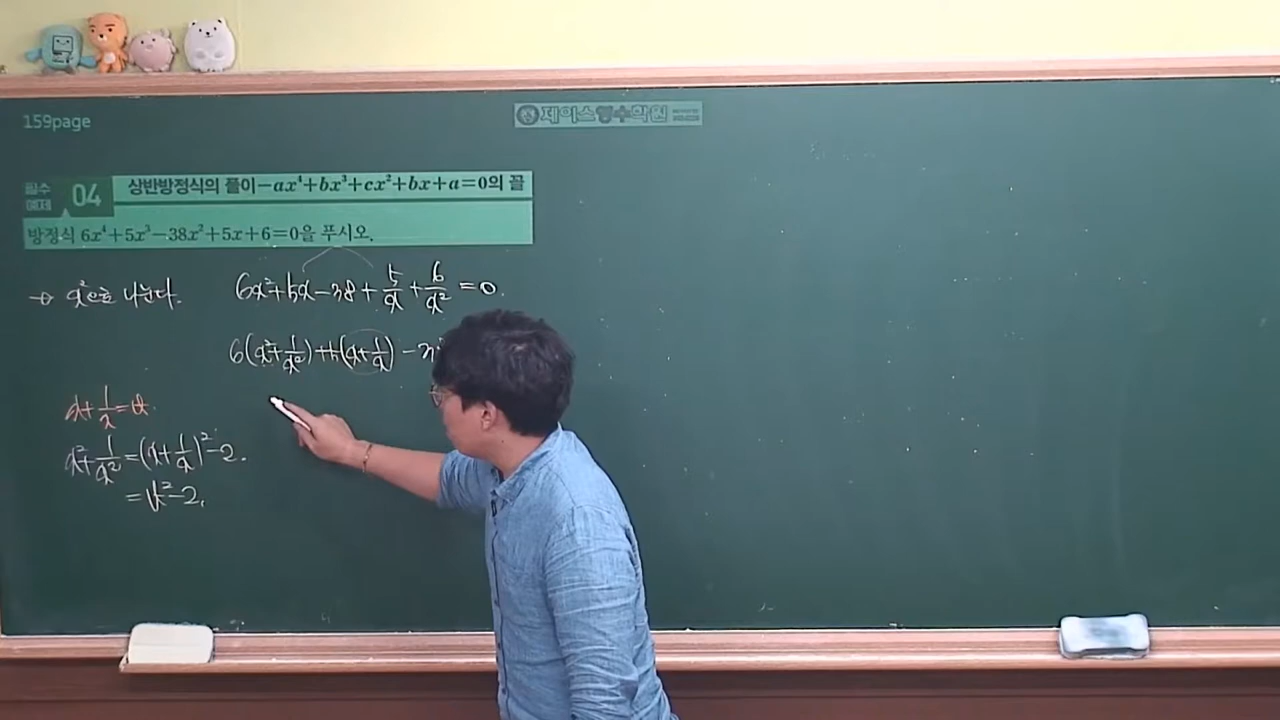 159page
제이스영수학원
필수 예제 04 상반방정식의 풀이-ax⁴+bx³+cx²+bx+a=0의 꼴
방정식 6x⁴+5x³-38x²+5x+6=0을 푸시오.
→ x²으로 나눈다. 6x²+5x-38+5/x+6/x²=0.
6(x²+1/x²)+5(x+1/x)-3
x+1/x=t.
x²+1/x²=(x+1/x)²-2.
=t²-2.